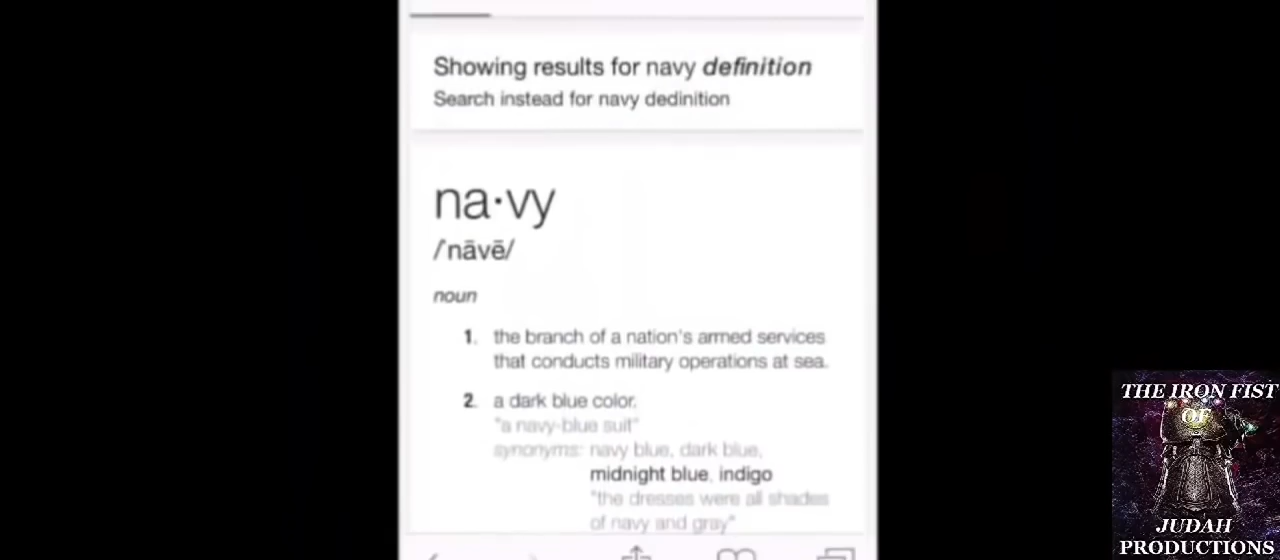 Showing results for navy definition
Search instead for navy dedinition
na·vy
/ˈnāvē/
noun
1. the branch of a nation's armed services
that conducts military operations at sea.
2. a dark blue color.
"a navy-blue suit"
synonyms: navy blue, dark blue,
midnight blue, indigo
"the dresses were all shades
of navy and gray"
THE IRON FIST
OF
JUDAH
PRODUCTIONS